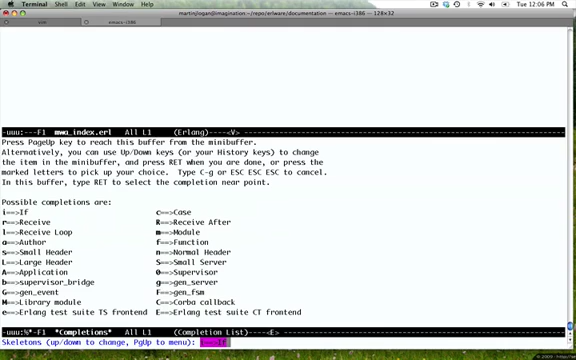 Terminal Shell Edit View Window Help Tue 12:06 PM
martinjlogan@imagination:~/repo/erlware/documentation — emacs-i386 — 128×32
emacs-i386
-uuu:---F1 mwa_index.erl All L1 (Erlang)----<V>
Press PageUp key to reach this buffer from the minibuffer.
Alternatively, you can use Up/Down keys (or your History keys) to change
the item in the minibuffer, and press RET when you are done, or press the
marked letters to pick up your choice. Type C-g or ESC ESC ESC to cancel.
In this buffer, type RET to select the completion near point.
Possible completions are:
i==>If c==>Case
r==>Receive R==>Receive After
l==>Receive Loop m==>Module
a==>Author f==>Function
s==>Small Header n==>Normal Header
L==>Large Header S==>Small Server
A==>Application 0==>Supervisor
b==>supervisor_bridge g==>gen_server
G==>gen_event F==>gen_fsm
M==>Library module C==>Corba callback
e==>Erlang test suite TS frontend E==>Erlang test suite CT frontend
-uuu:%*-F1 *Completions* All L1 (Completion List)----<E>
Skeletons (up/down to change, PgUp to menu): i==>If